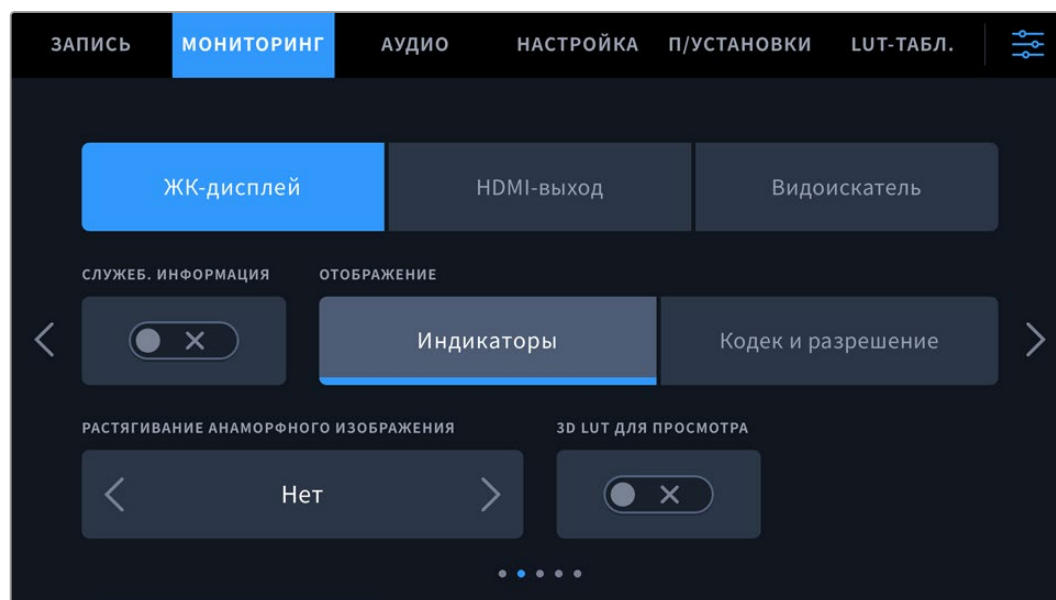 ЗАПИСЬ МОНИТОРИНГ АУДИО НАСТРОЙКА П/УСТАНОВКИ LUT-ТАБЛ.
ЖК-дисплей HDMI-выход Видоискатель
СЛУЖЕБ. ИНФОРМАЦИЯ ОТОБРАЖЕНИЕ
Индикаторы Кодек и разрешение
РАСТЯГИВАНИЕ АНАМОРФНОГО ИЗОБРАЖЕНИЯ 3D LUT ДЛЯ ПРОСМОТРА
Нет